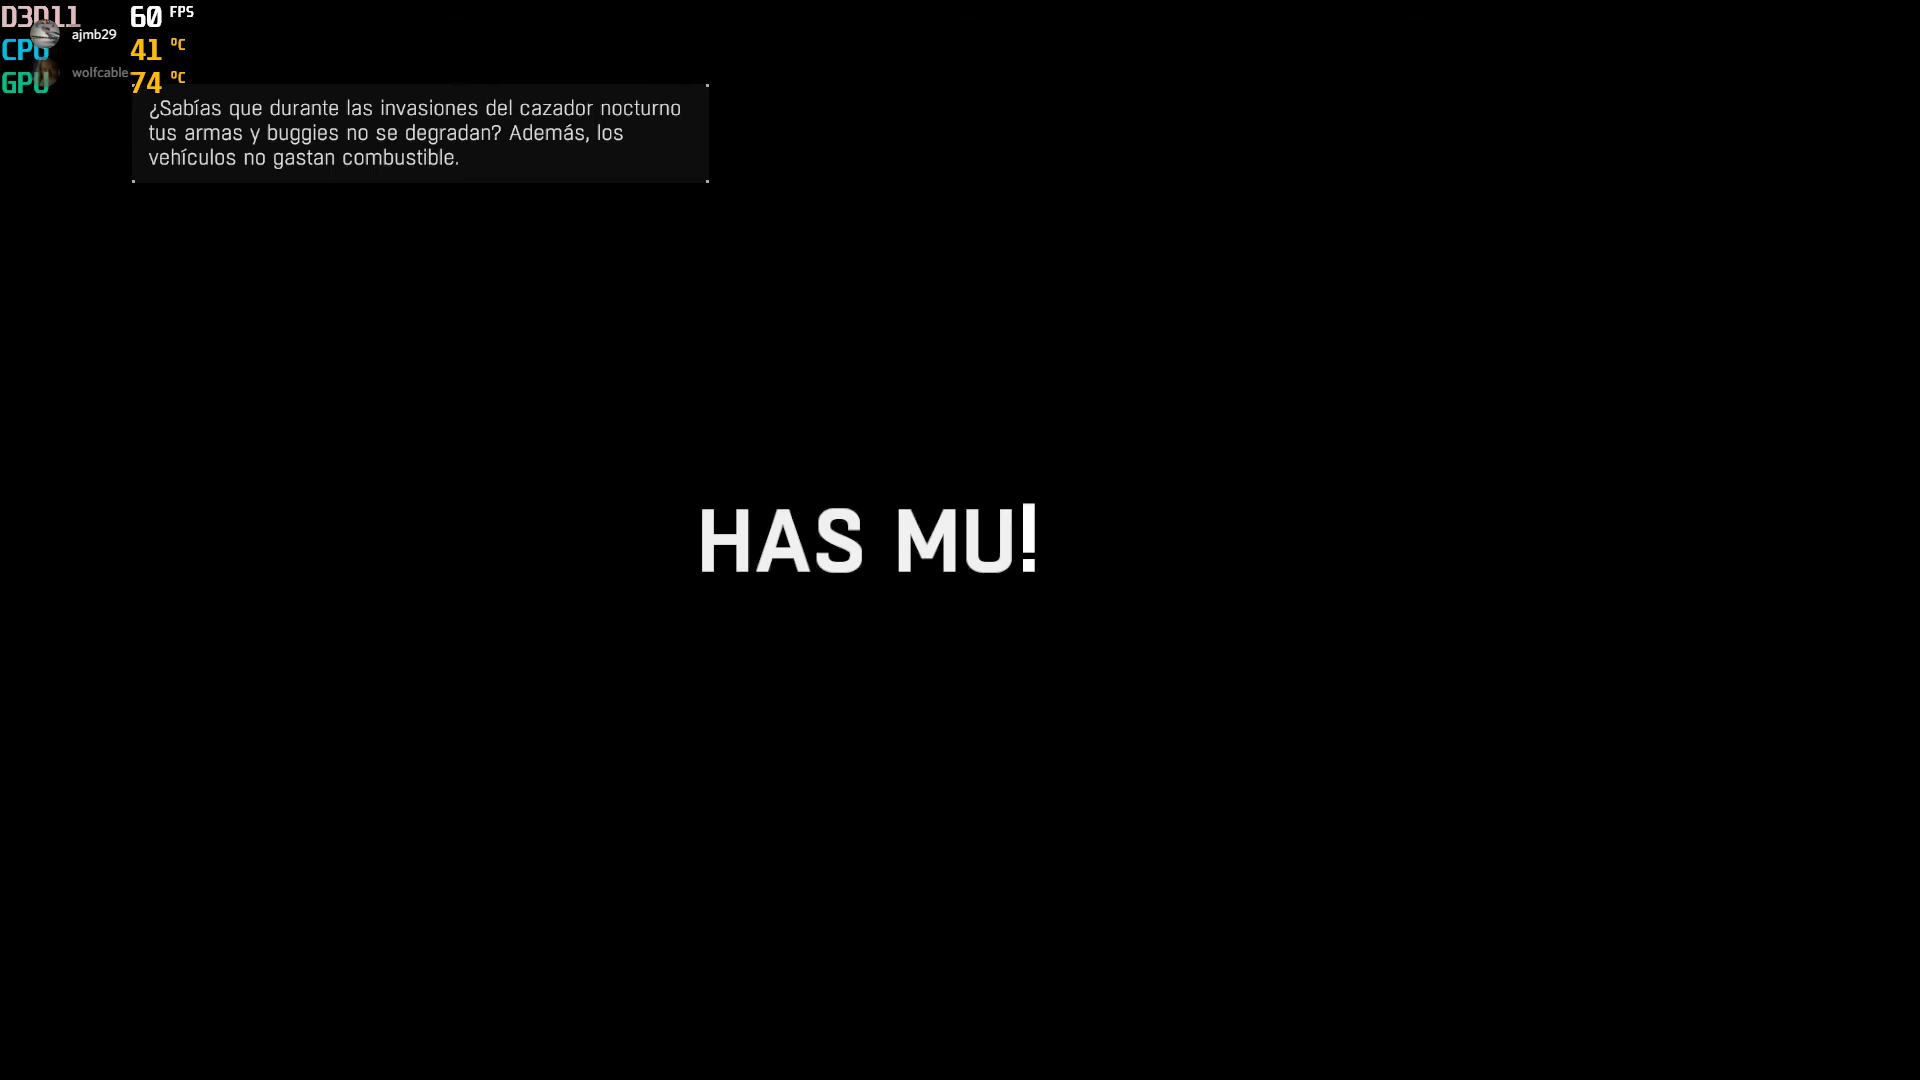 D3D11 60 FPS
ajmb29
CPU 41 °C
wolfcable
GPU 74 °C
¿Sabías que durante las invasiones del cazador nocturno
tus armas y buggies no se degradan? Además, los
vehículos no gastan combustible.
HAS MU!